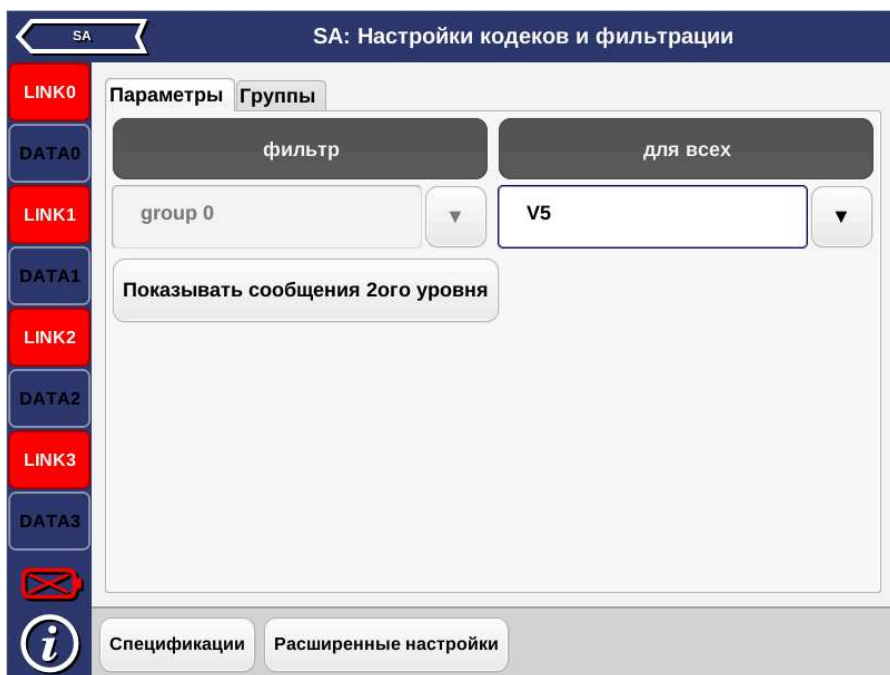 SA
SA: Настройки кодеков и фильтрации
LINK0
Параметры Группы
DATA0
фильтр
для всех
LINK1
group 0
V5
DATA1
Показывать сообщения 2ого уровня
LINK2
DATA2
LINK3
DATA3
i
Спецификации
Расширенные настройки